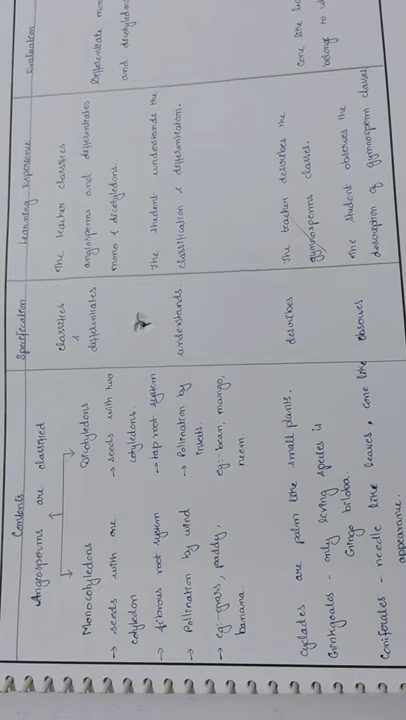 Contents
Angiosperms are classified
Monocotyledons
→ seeds with one
cotyledon
→ fibrous root system
→ Pollination by wind
→ Eg:- grass, paddy,
banana.
Dicotyledons
→ seeds with two
cotyledons.
→ tap root system
→ Pollination by
insects.
eg:- bean, mango,
neem.
Cycladес are palm like small plants.
Ginkgoales - only living species is
Gringo biloba.
Coniferales - needle like leaves, cone like
appearance.
Specification
classifies
&
differentiates
understands.
describes
observes
Learning Experience
The teacher classifies
angiosperms and differentiates
mono & dicotyledons.
The student understands the
classification & differentiation.
The teacher describes the
gymnosperms classes.
The student observes the
description of gymnosperm classes
Evaluation
Differentiate mono
and dicotyledons
cone like
belong to